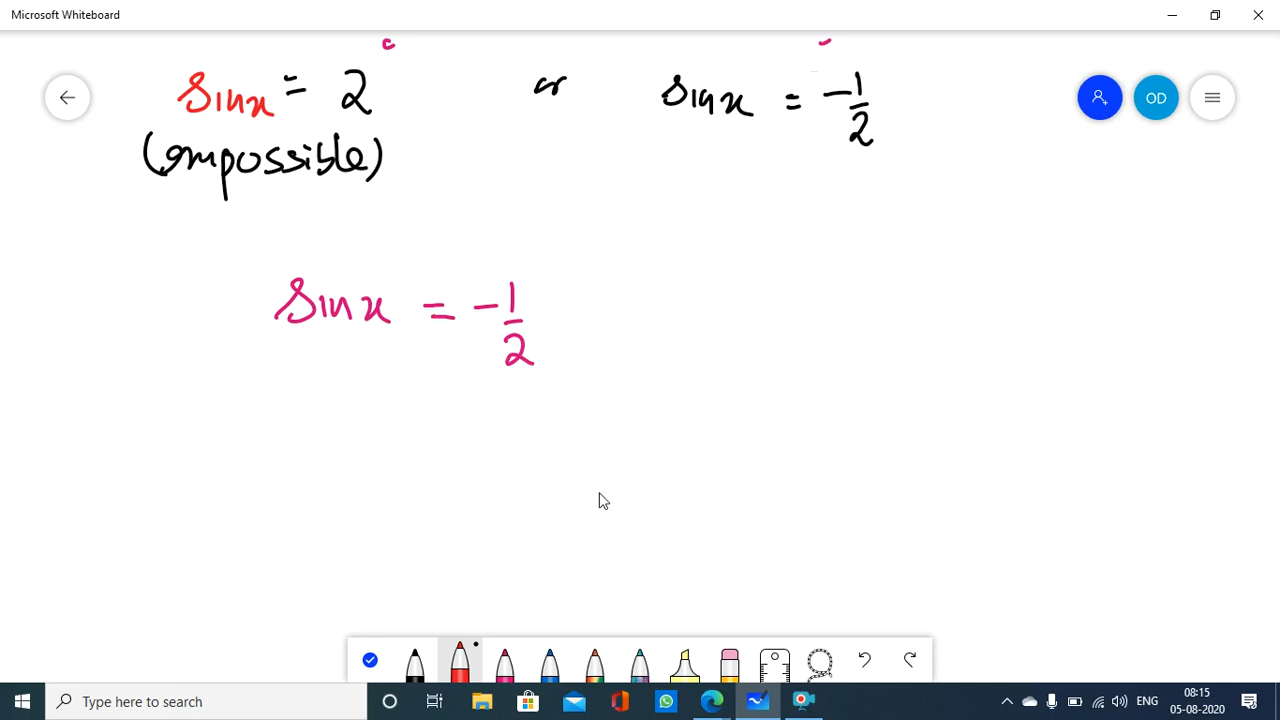 Microsoft Whiteboard
sinx = 2 or sinx = -1/2
(impossible)
OD
sinx = -1/2
Type here to search
ENG
08:15
05-08-2020